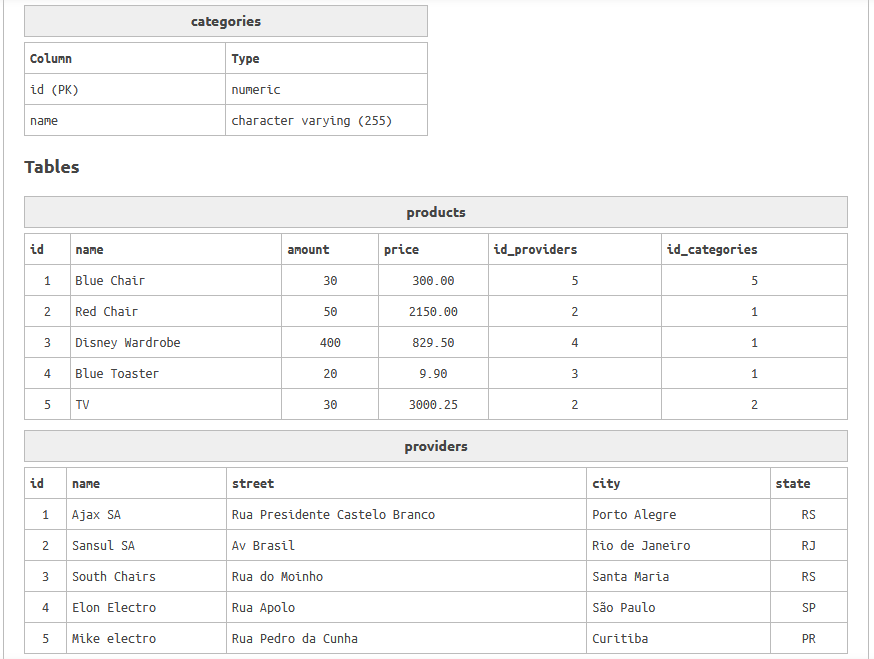 categories
Column Type
id (PK) numeric
name character varying (255)
Tables
products
id name amount price id_providers id_categories
1 Blue Chair 30 300.00 5 5
2 Red Chair 50 2150.00 2 1
3 Disney Wardrobe 400 829.50 4 1
4 Blue Toaster 20 9.90 3 1
5 TV 30 3000.25 2 2
providers
id name street city state
1 Ajax SA Rua Presidente Castelo Branco Porto Alegre RS
2 Sansul SA Av Brasil Rio de Janeiro RJ
3 South Chairs Rua do Moinho Santa Maria RS
4 Elon Electro Rua Apolo São Paulo SP
5 Mike electro Rua Pedro da Cunha Curitiba PR